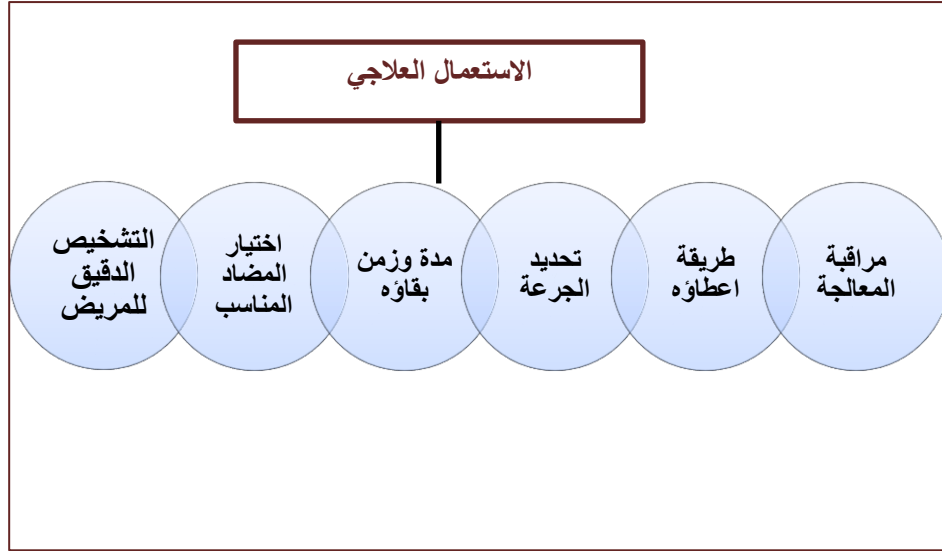 الاستعمال العلاجي
مراقبة
المعالجة
طريقة
اعطاؤه
تحديد
الجرعة
مدة وزمن
بقاؤه
اختيار
المضاد
المناسب
التشخيص
الدقيق
للمريض